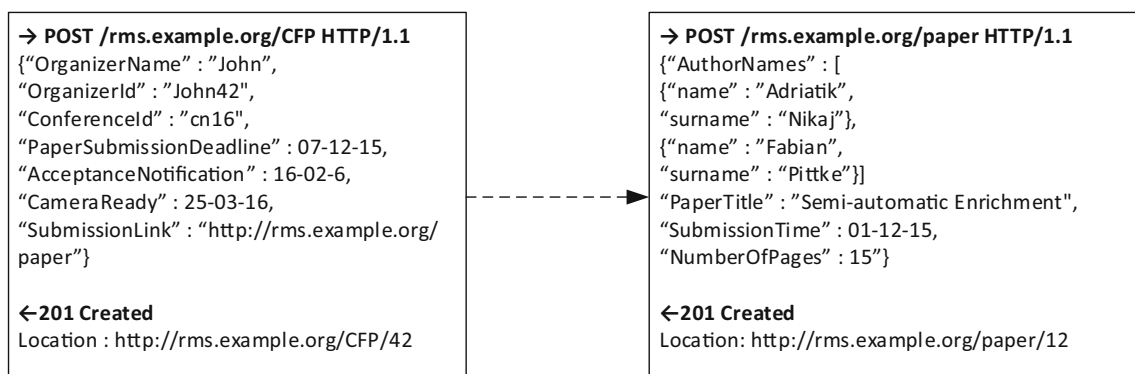 → POST /rms.example.org/CFP HTTP/1.1
{“OrganizerName” : ”John”,
“OrganizerId” : ”John42",
“ConferenceId” : ”cn16",
“PaperSubmissionDeadline” : 07-12-15,
“AcceptanceNotification” : 16-02-6,
“CameraReady” : 25-03-16,
“SubmissionLink” : “http://rms.example.org/
paper”}
←201 Created
Location : http://rms.example.org/CFP/42
→ POST /rms.example.org/paper HTTP/1.1
{“AuthorNames” : [
{“name” : ”Adriatik”,
“surname” : “Nikaj”},
{“name” : ”Fabian”,
“surname” : “Pittke”}]
“PaperTitle” : ”Semi-automatic Enrichment",
“SubmissionTime” : 01-12-15,
“NumberOfPages” : 15”}
←201 Created
Location: http://rms.example.org/paper/12